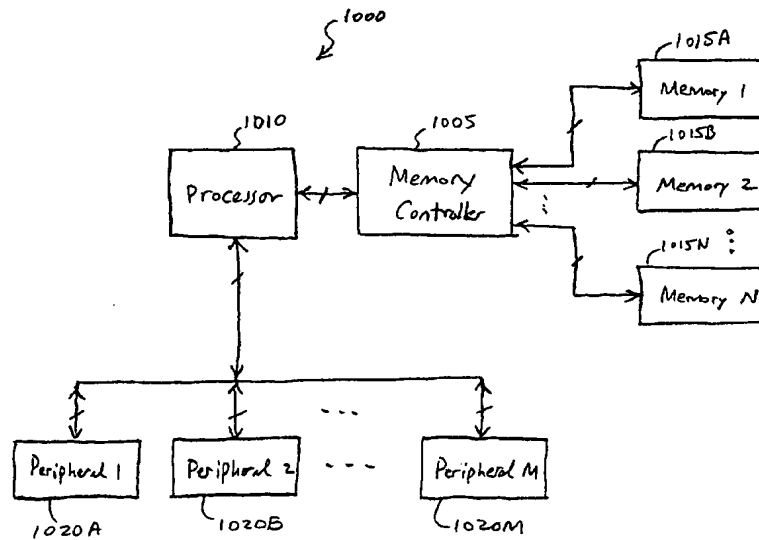 1000
1015A
Memory 1
1010
1005
1015B
Processor
Memory
Controller
Memory 2
1015N
Memory N
Peripheral 1
Peripheral 2
Peripheral M
1020A
1020B
1020M